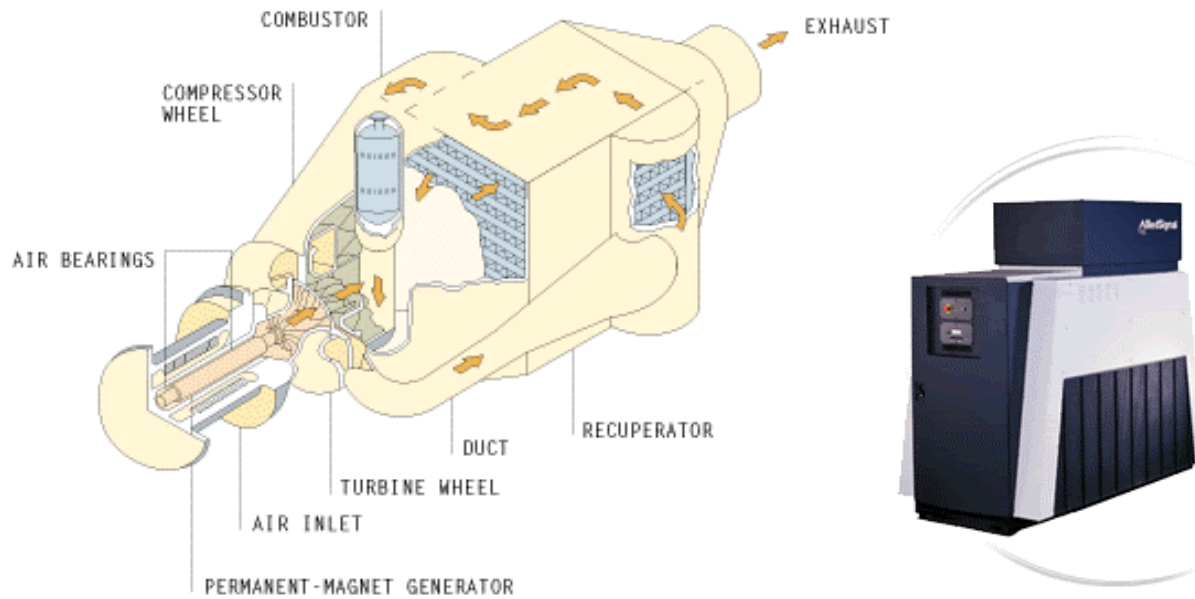 COMBUSTOR
EXHAUST
COMPRESSOR
WHEEL
AIR BEARINGS
AlliedSignal
RECUPERATOR
DUCT
TURBINE WHEEL
AIR INLET
PERMANENT-MAGNET GENERATOR